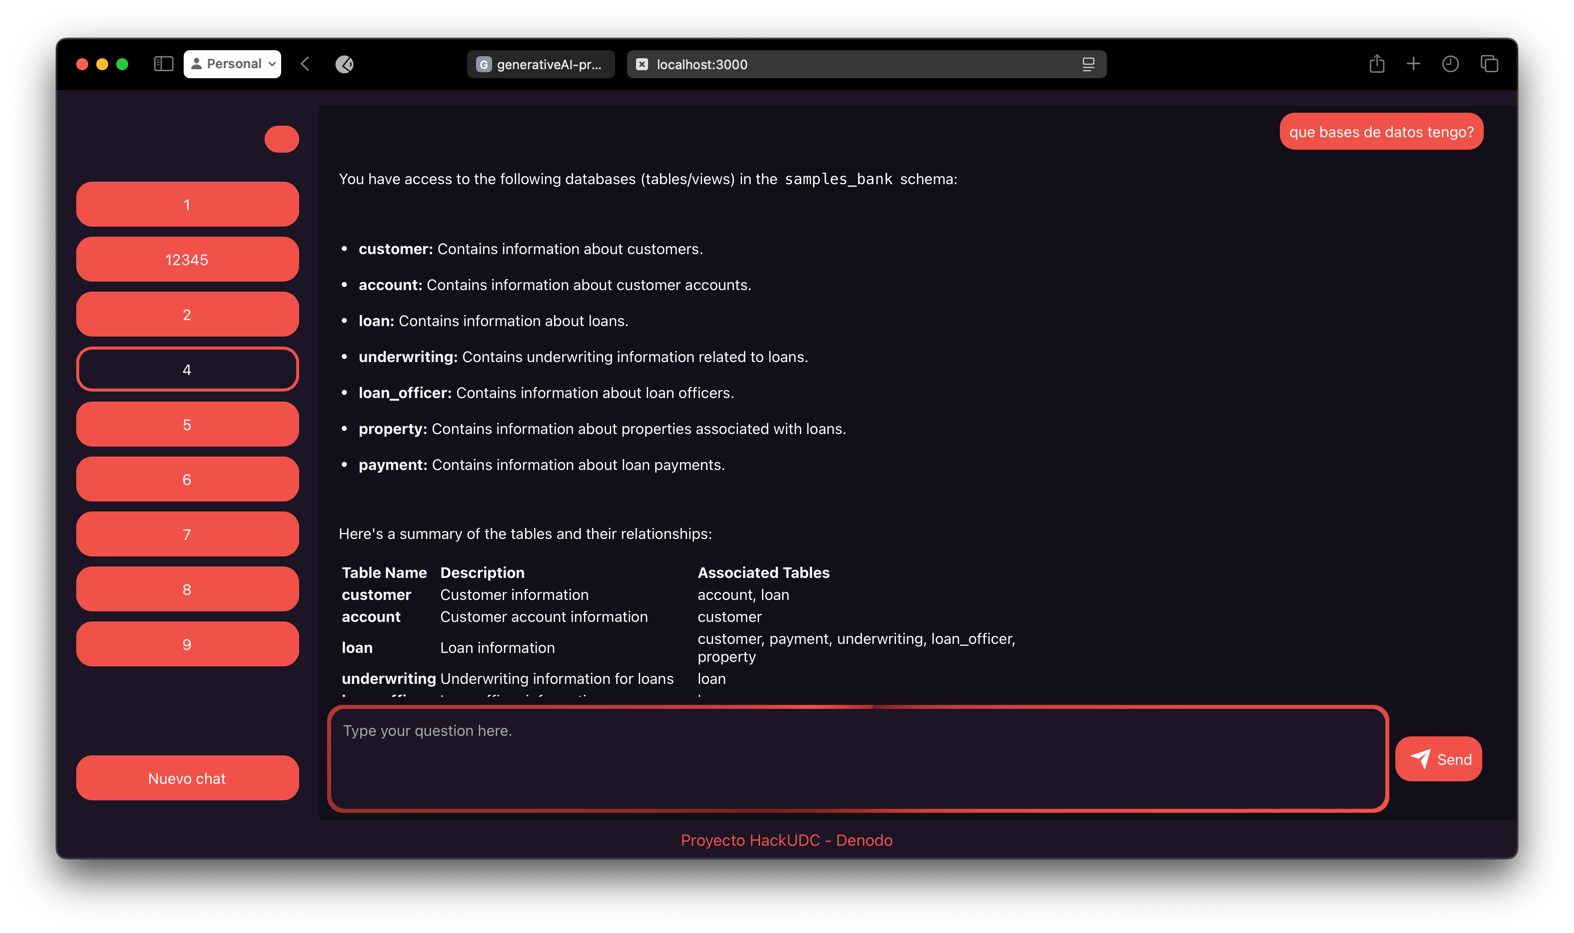 Personal
generativeAI-pr...
localhost:3000
que bases de datos tengo?
1
12345
2
4
5
6
7
8
9
Nuevo chat
You have access to the following databases (tables/views) in the samples_bank schema:
• customer: Contains information about customers.
• account: Contains information about customer accounts.
• loan: Contains information about loans.
• underwriting: Contains underwriting information related to loans.
• loan_officer: Contains information about loan officers.
• property: Contains information about properties associated with loans.
• payment: Contains information about loan payments.
Here's a summary of the tables and their relationships:
Table Name Description Associated Tables
customer Customer information account, loan
account Customer account information customer
loan Loan information customer, payment, underwriting, loan_officer,
property
underwriting Underwriting information for loans loan
Type your question here.
Send
Proyecto HackUDC - Denodo